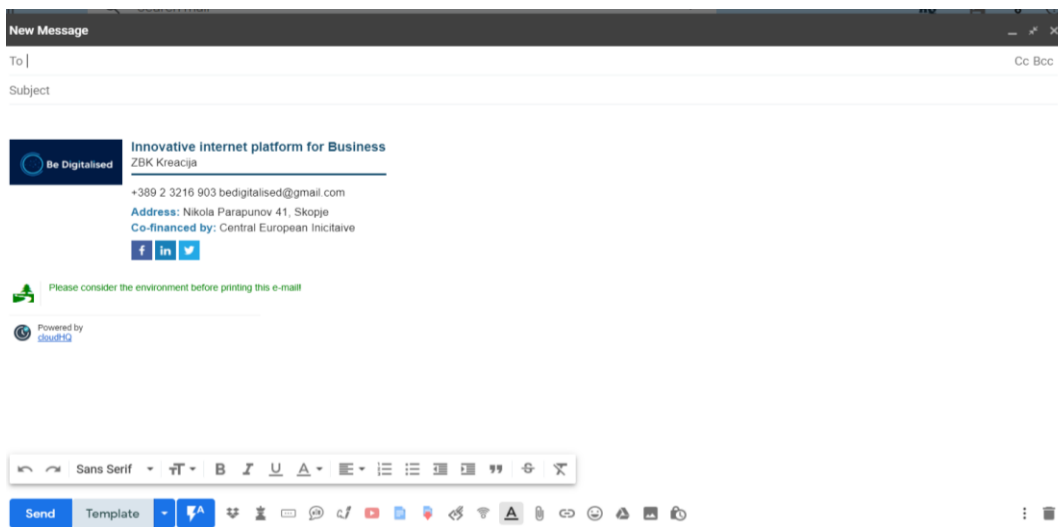 New Message
To
Cc Bcc
Subject
Be Digitalised
Innovative internet platform for Business
ZBK Kreacija
+389 2 3216 903 bedigitalised@gmail.com
Address: Nikola Parapunov 41, Skopje
Co-financed by: Central European Inicitaive
f in
Please consider the environment before printing this e-mail!
Powered by
cloudHQ
Sans Serif
Send Template